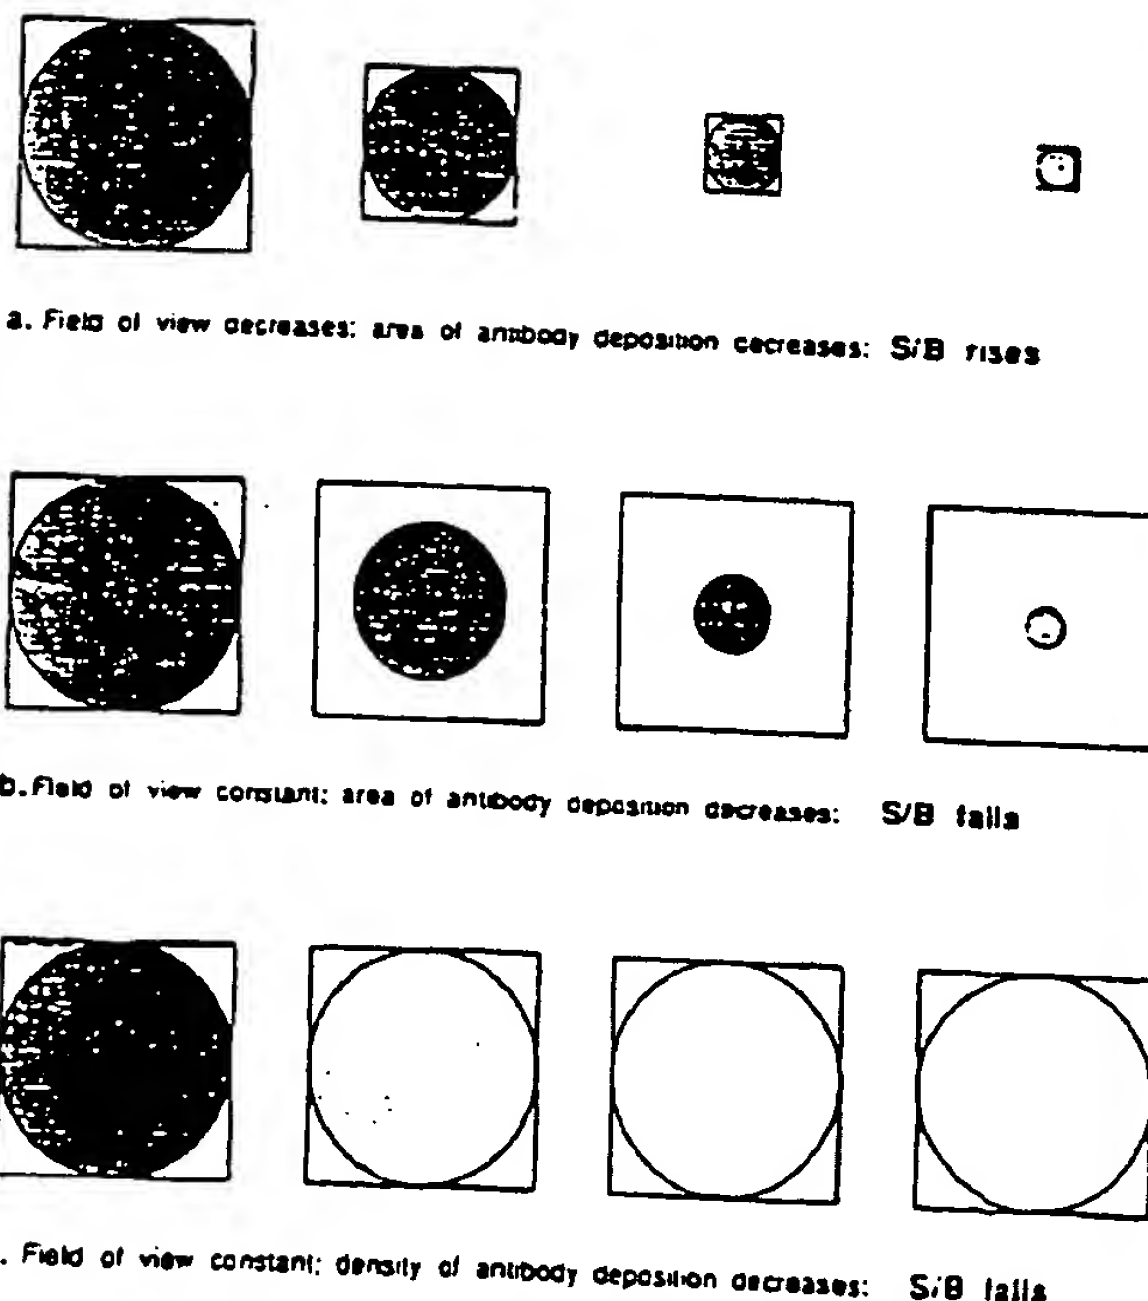 a. Field of view decreases: area of antibody deposition decreases: S/B rises
b. Field of view constant: area of antibody deposition decreases: S/B falls
. Field of view constant: density of antibody deposition decreases: S/B falls